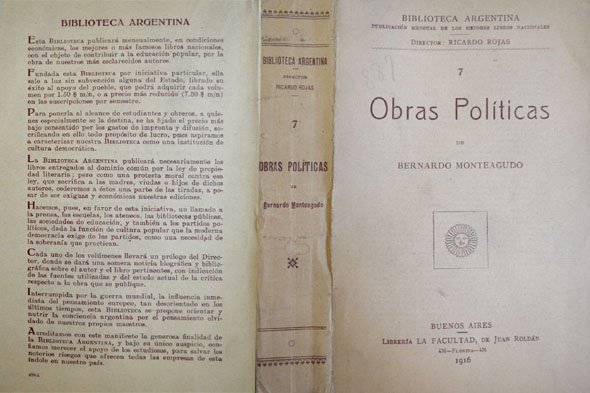 BIBLIOTECA ARGENTINA
Esta Biblioteca publicará mensualmente, en condiciones
económicas, los mejores o más famosos libros nacionales,
con el objeto de contribuir a la educación popular, por la
obra de nuestros más esclarecidos autores.
Fundada esta Biblioteca por iniciativa particular, ella
sale a luz sin subvención alguna del Estado, librado su
éxito al apoyo del pueblo, que podrá adquirir cada volu-
men por 1.50 $ m/n, o a precio más reducido (7.50 $ m/n)
en las suscripciones por semestre.
Para ponerla al alcance de estudiantes y obreros, a quie-
nes especialmente se la destina, se ha fijado el precio más
bajo consentido por los gastos de imprenta y difusión, sa-
crificando en ello todo propósito de lucro, pues aspiramos
a caracterizar nuestra Biblioteca como una institución de
cultura democrática.
La Biblioteca Argentina publicará necesariamente los
libros entregados al dominio común por la ley de propie-
dad literaria; pero como una protesta moral contra esa
ley, que sacrifica a las madres, viudas o hijos de dichos
autores, cederemos a éstos una parte de las tiradas, a pe-
sar de ser exiguas y económicas nuestras ediciones.
Hacemos, pues, en favor de esta iniciativa, un llamado a
la prensa, las escuelas, los ateneos, las bibliotecas públicas,
las sociedades de educación, y también a los partidos po-
líticos, dada la función de cultura popular que la moderna
democracia exige de los partidos, como una necesidad de
la soberanía que practican.
Cada uno de los volúmenes llevará un prólogo del Direc-
tor, donde se dará una somera noticia biográfica y biblio-
gráfica sobre el autor y el libro pertinentes, con indicación
de las fuentes utilizadas y del estado actual de la crítica
respecto a la obra que se publique.
Interrumpida por la guerra mundial, la influencia inme-
diata del pensamiento europeo, tan desorientado en los
últimos tiempos, esta Biblioteca se propone orientar y
nutrir la conciencia argentina por el pensamiento olvi-
dado de nuestros propios maestros.
Acreditamos con este manifiesto la generosa finalidad de
la Biblioteca Argentina, y bajo su único auspicio, con-
fiamos merecer el apoyo de los estudiosos, para salvar los
notorios riesgos que ofrecen todas las empresas de esta
índole en nuestro país.
BIBLIOTECA ARGENTINA
DIRECTOR
RICARDO ROJAS
7
OBRAS POLÍTICAS
DE
Bernardo Monteagudo
BIBLIOTECA ARGENTINA
PUBLICACIÓN MENSUAL DE LOS MEJORES LIBROS NACIONALES
Director: RICARDO ROJAS
7
Obras Políticas
DE
BERNARDO MONTEAGUDO
BUENOS AIRES
Librería LA FACULTAD, de Juan Roldán
436-Florida-436
1916